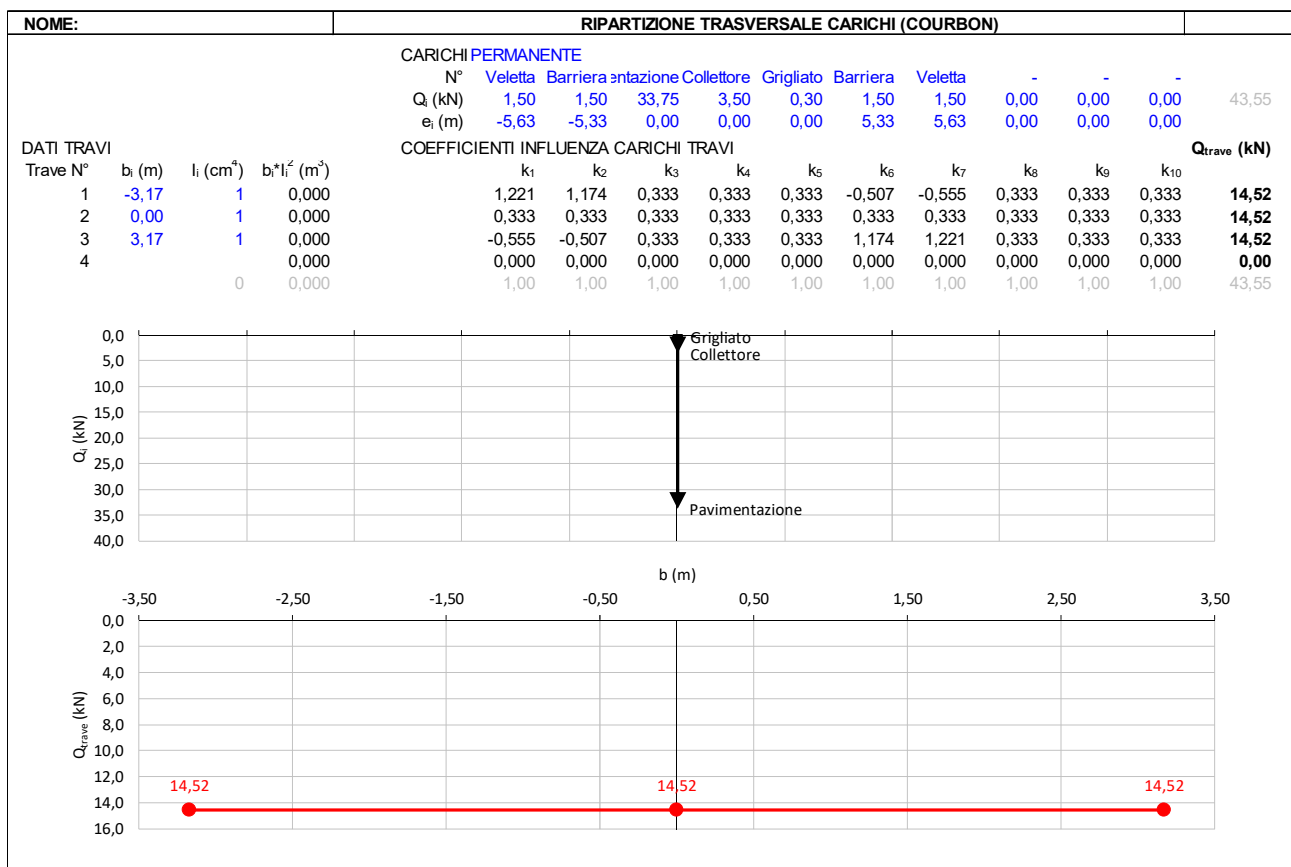 NOME: RIPARTIZIONE TRASVERSALE CARICHI (COURBON)
CARICHI PERMANENTE
N° Veletta Barriera entazione Collettore Grigliato Barriera Veletta - - -
Qi (kN) 1,50 1,50 33,75 3,50 0,30 1,50 1,50 0,00 0,00 0,00 43,55
ei (m) -5,63 -5,33 0,00 0,00 0,00 5,33 5,63 0,00 0,00 0,00
DATI TRAVI COEFFICIENTI INFLUENZA CARICHI TRAVI Qtrave (kN)
Trave N° bi (m) Ii (cm⁴) bi*Ii² (m³) k1 k2 k3 k4 k5 k6 k7 k8 k9 k10
1 -3,17 1 0,000 1,221 1,174 0,333 0,333 0,333 -0,507 -0,555 0,333 0,333 0,333 14,52
2 0,00 1 0,000 0,333 0,333 0,333 0,333 0,333 0,333 0,333 0,333 0,333 0,333 14,52
3 3,17 1 0,000 -0,555 -0,507 0,333 0,333 0,333 1,174 1,221 0,333 0,333 0,333 14,52
4 0,000 0,000 0,000 0,000 0,000 0,000 0,000 0,000 0,000 0,000 0,000 0,00
0 0,000 1,00 1,00 1,00 1,00 1,00 1,00 1,00 1,00 1,00 1,00 43,55
0,0
5,0
10,0
15,0
20,0
25,0
30,0
35,0
40,0
Qi (kN)
Grigliato
Collettore
Pavimentazione
b (m)
-3,50 -2,50 -1,50 -0,50 0,50 1,50 2,50 3,50
0,0
2,0
4,0
6,0
8,0
10,0
12,0
14,0
16,0
Qtrave (kN)
14,52 14,52 14,52